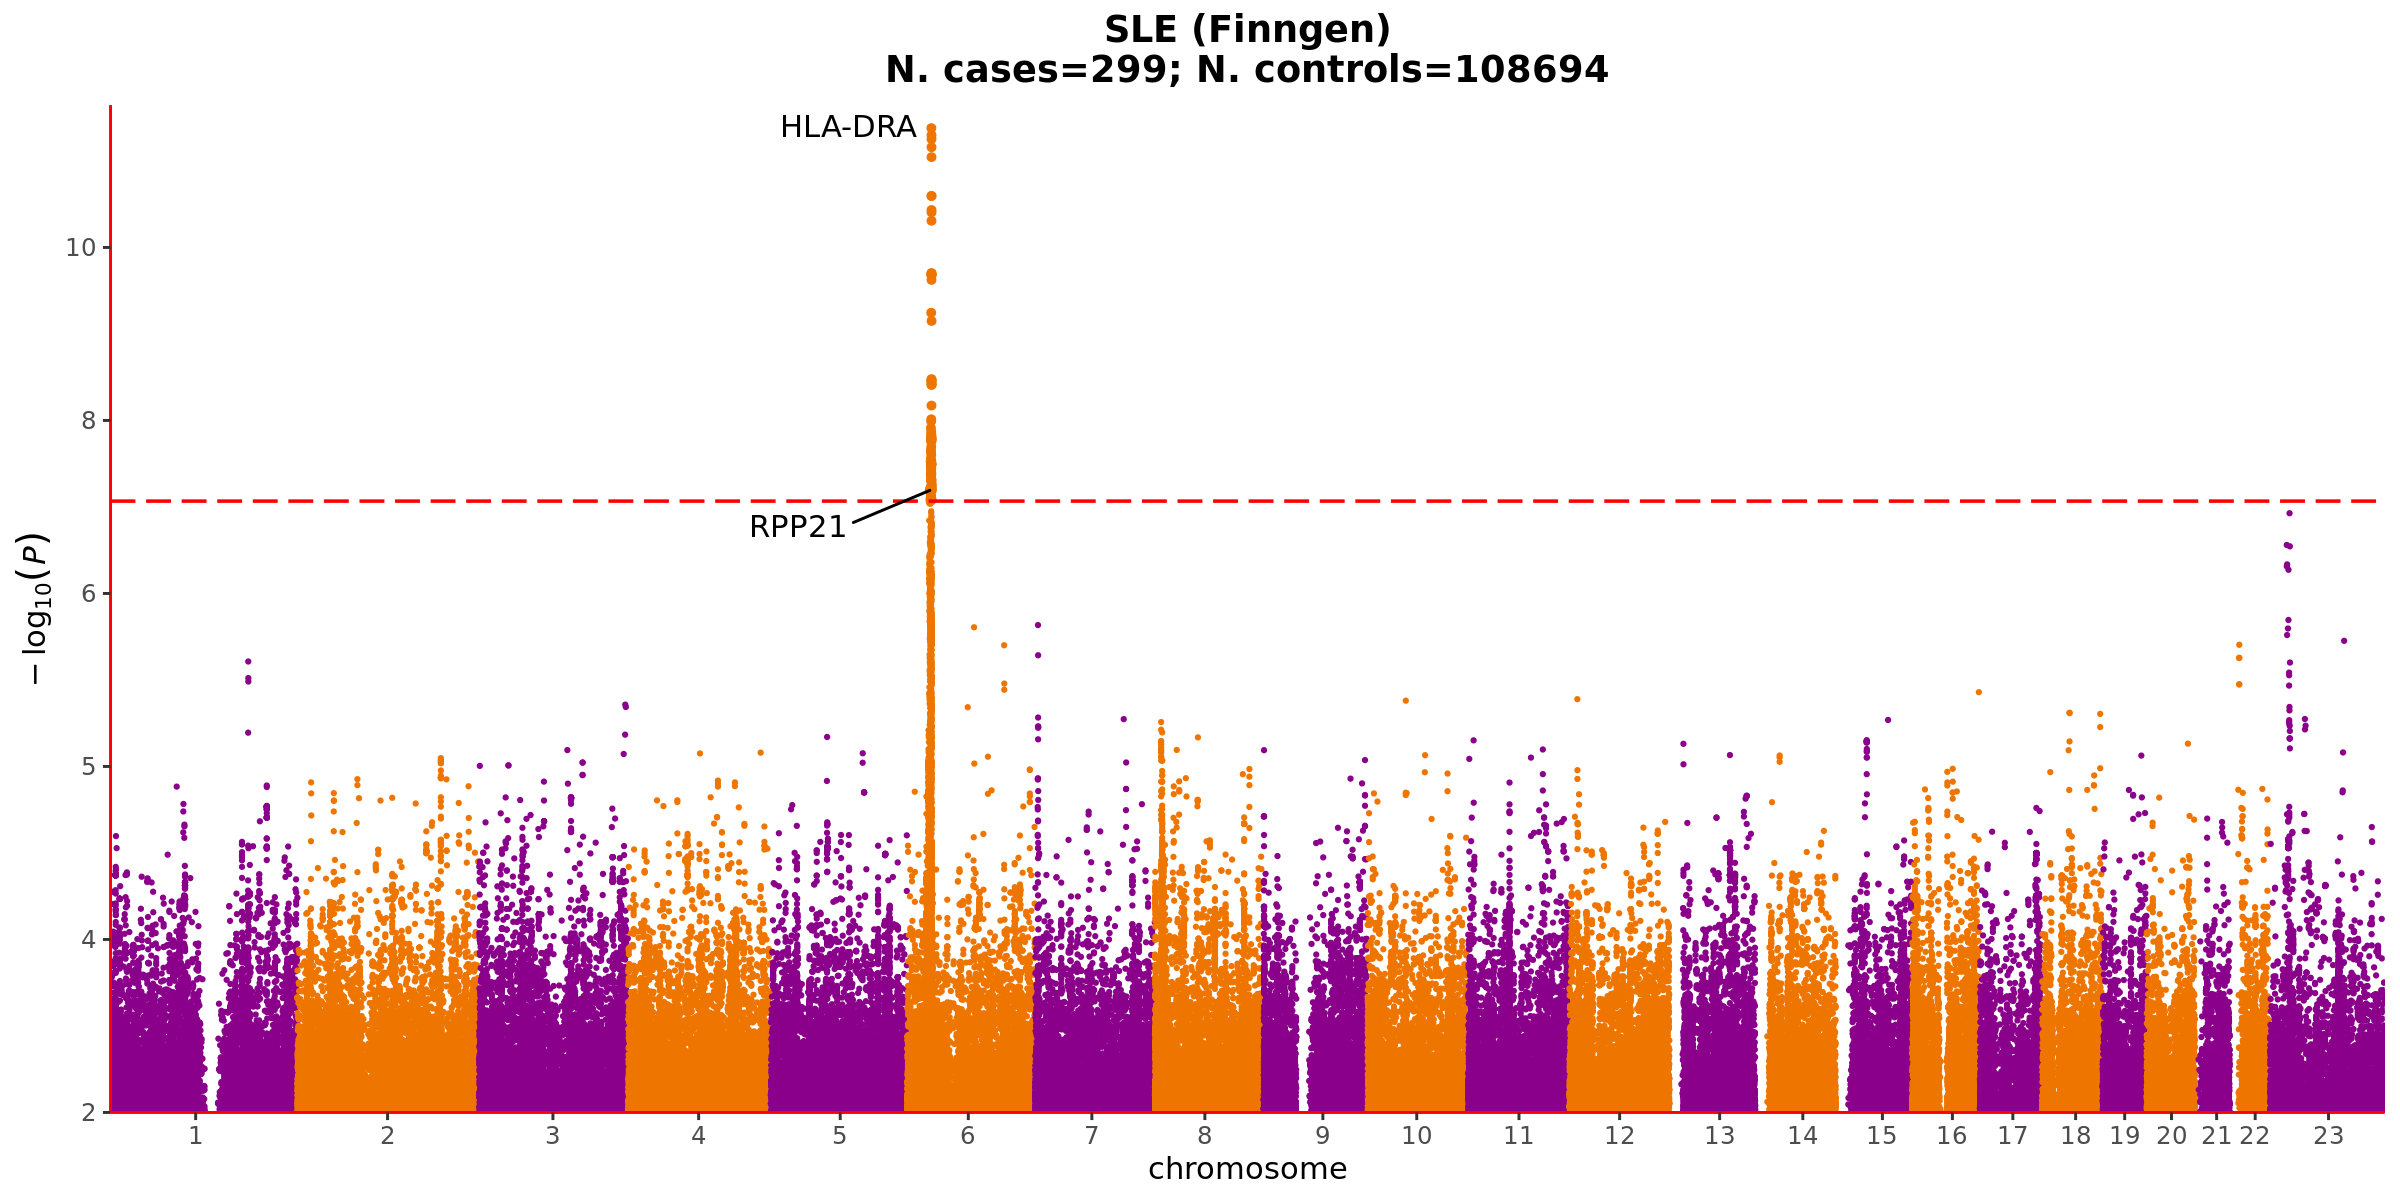 SLE (Finngen)
N. cases=299; N. controls=108694
HLA-DRA
10
8
RPP21
6
5
4
2
−log₁₀(P)
1 2 3 4 5 6 7 8 9 10 11 12 13 14 15 16 17 18 19 20 21 22 23
chromosome